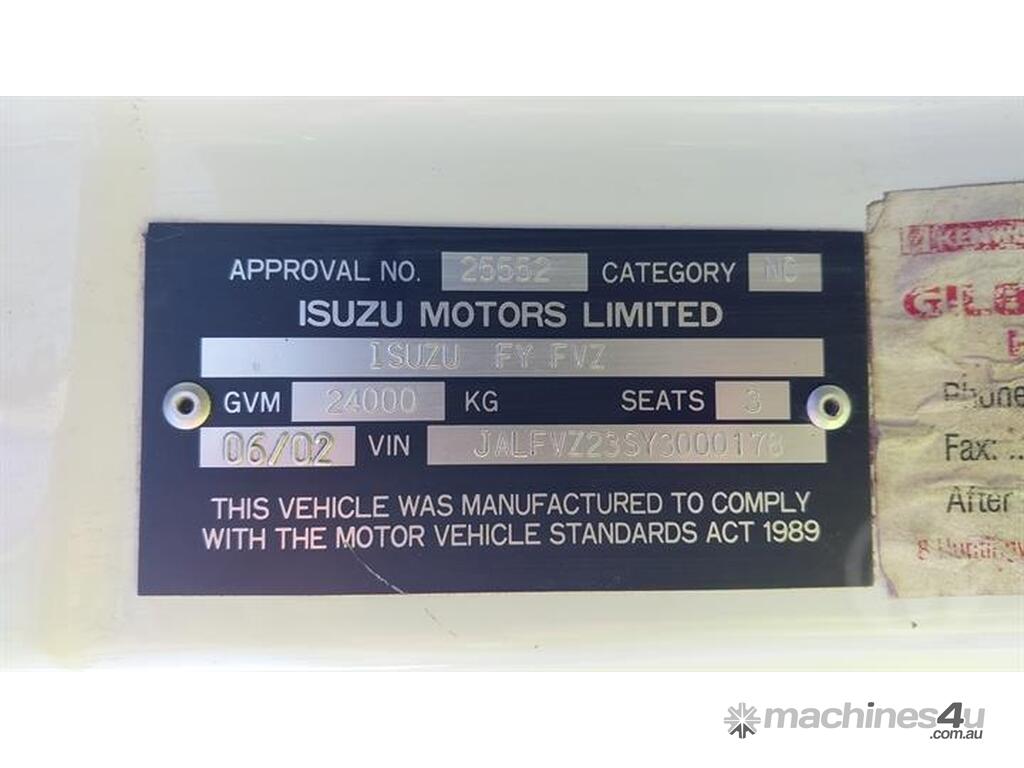 APPROVAL NO. 25552 CATEGORY NC
ISUZU MOTORS LIMITED
ISUZU FY FVZ
GVM 24000 KG SEATS 3
06/02 VIN JALFVZ23SY3000178
THIS VEHICLE WAS MANUFACTURED TO COMPLY
WITH THE MOTOR VEHICLE STANDARDS ACT 1989
Phone
Fax: ..
After
machines4u
.com.au